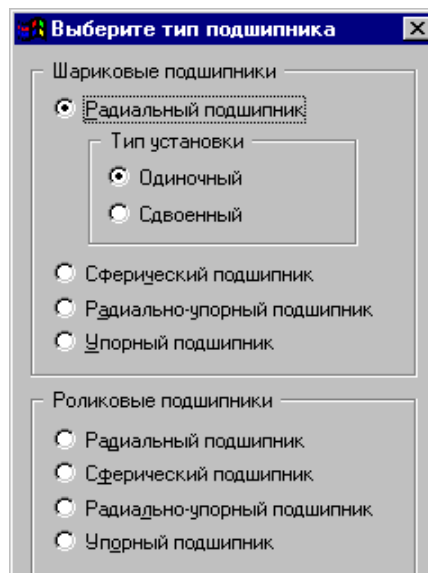 Выберите тип подшипника
Шариковые подшипники
Радиальный подшипник
Тип установки
Одиночный
Сдвоенный
Сферический подшипник
Радиально-упорный подшипник
Упорный подшипник
Роликовые подшипники
Радиальный подшипник
Сферический подшипник
Радиально-упорный подшипник
Упорный подшипник